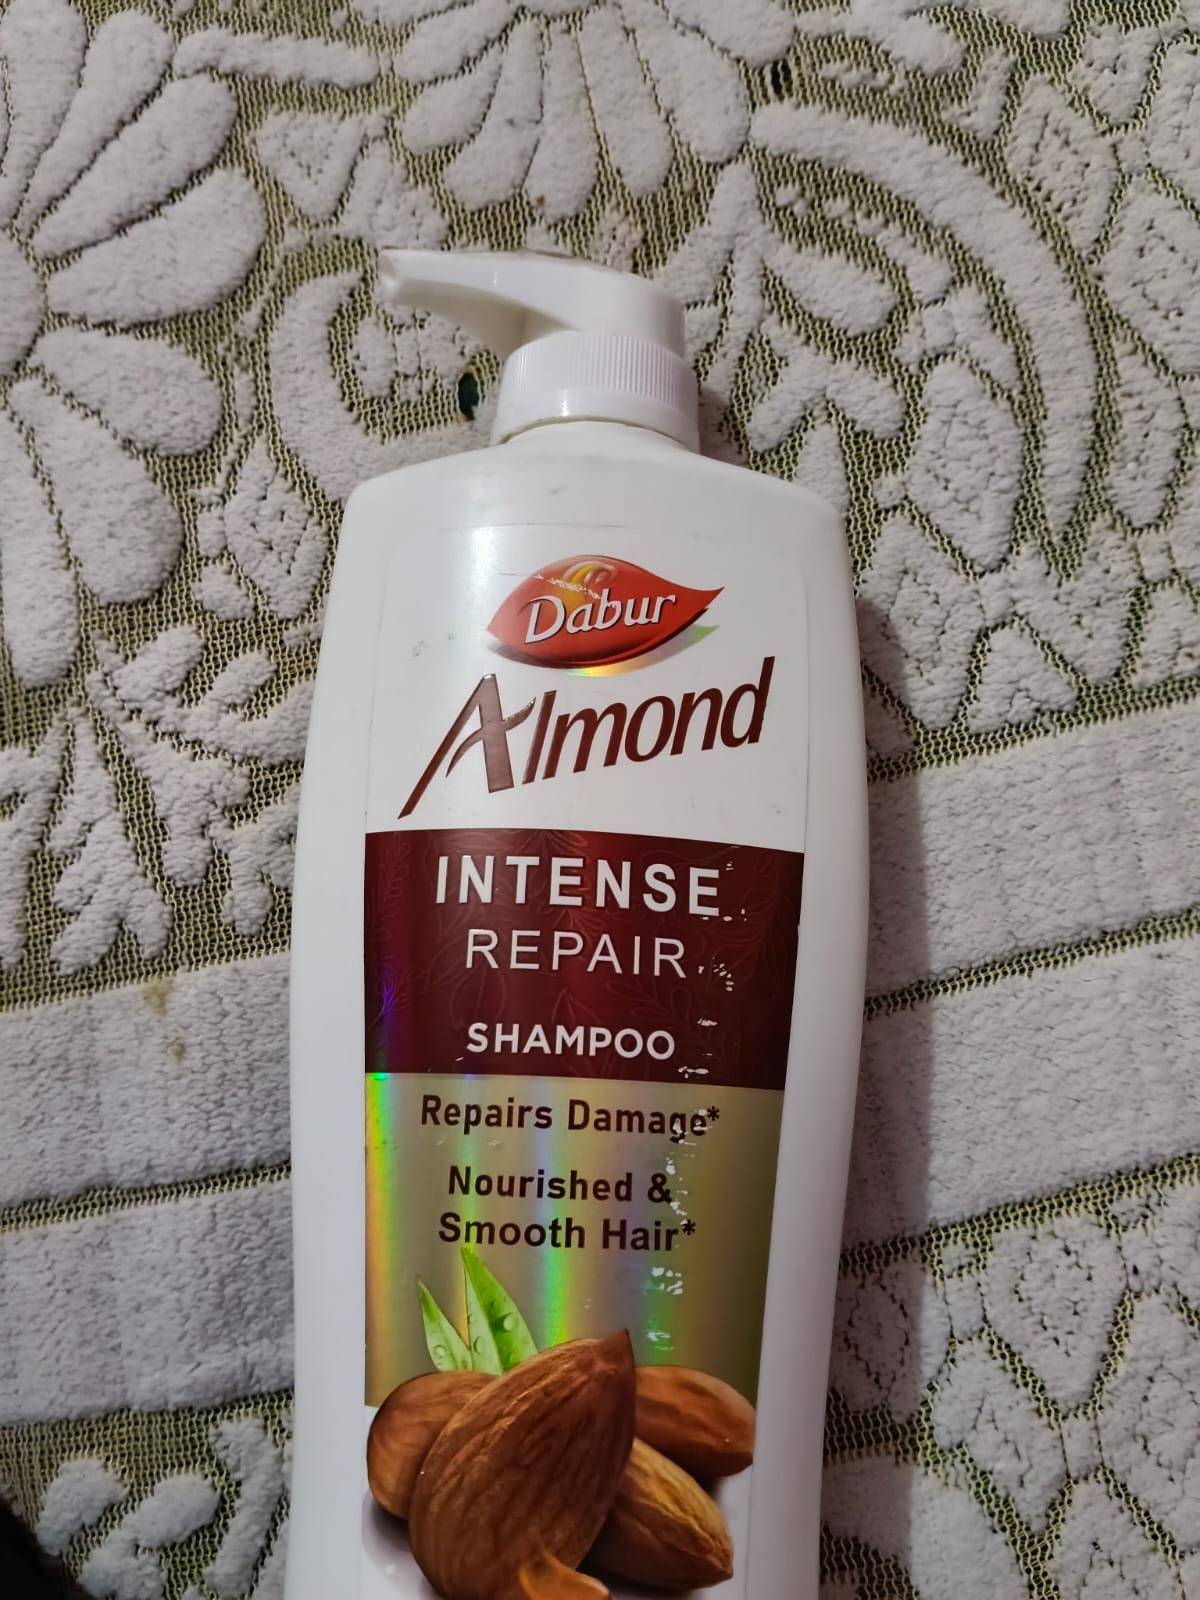 Dabur
Almond
INTENSE
REPAIR
SHAMPOO
Repairs Damage*
Nourished &
Smooth Hair*